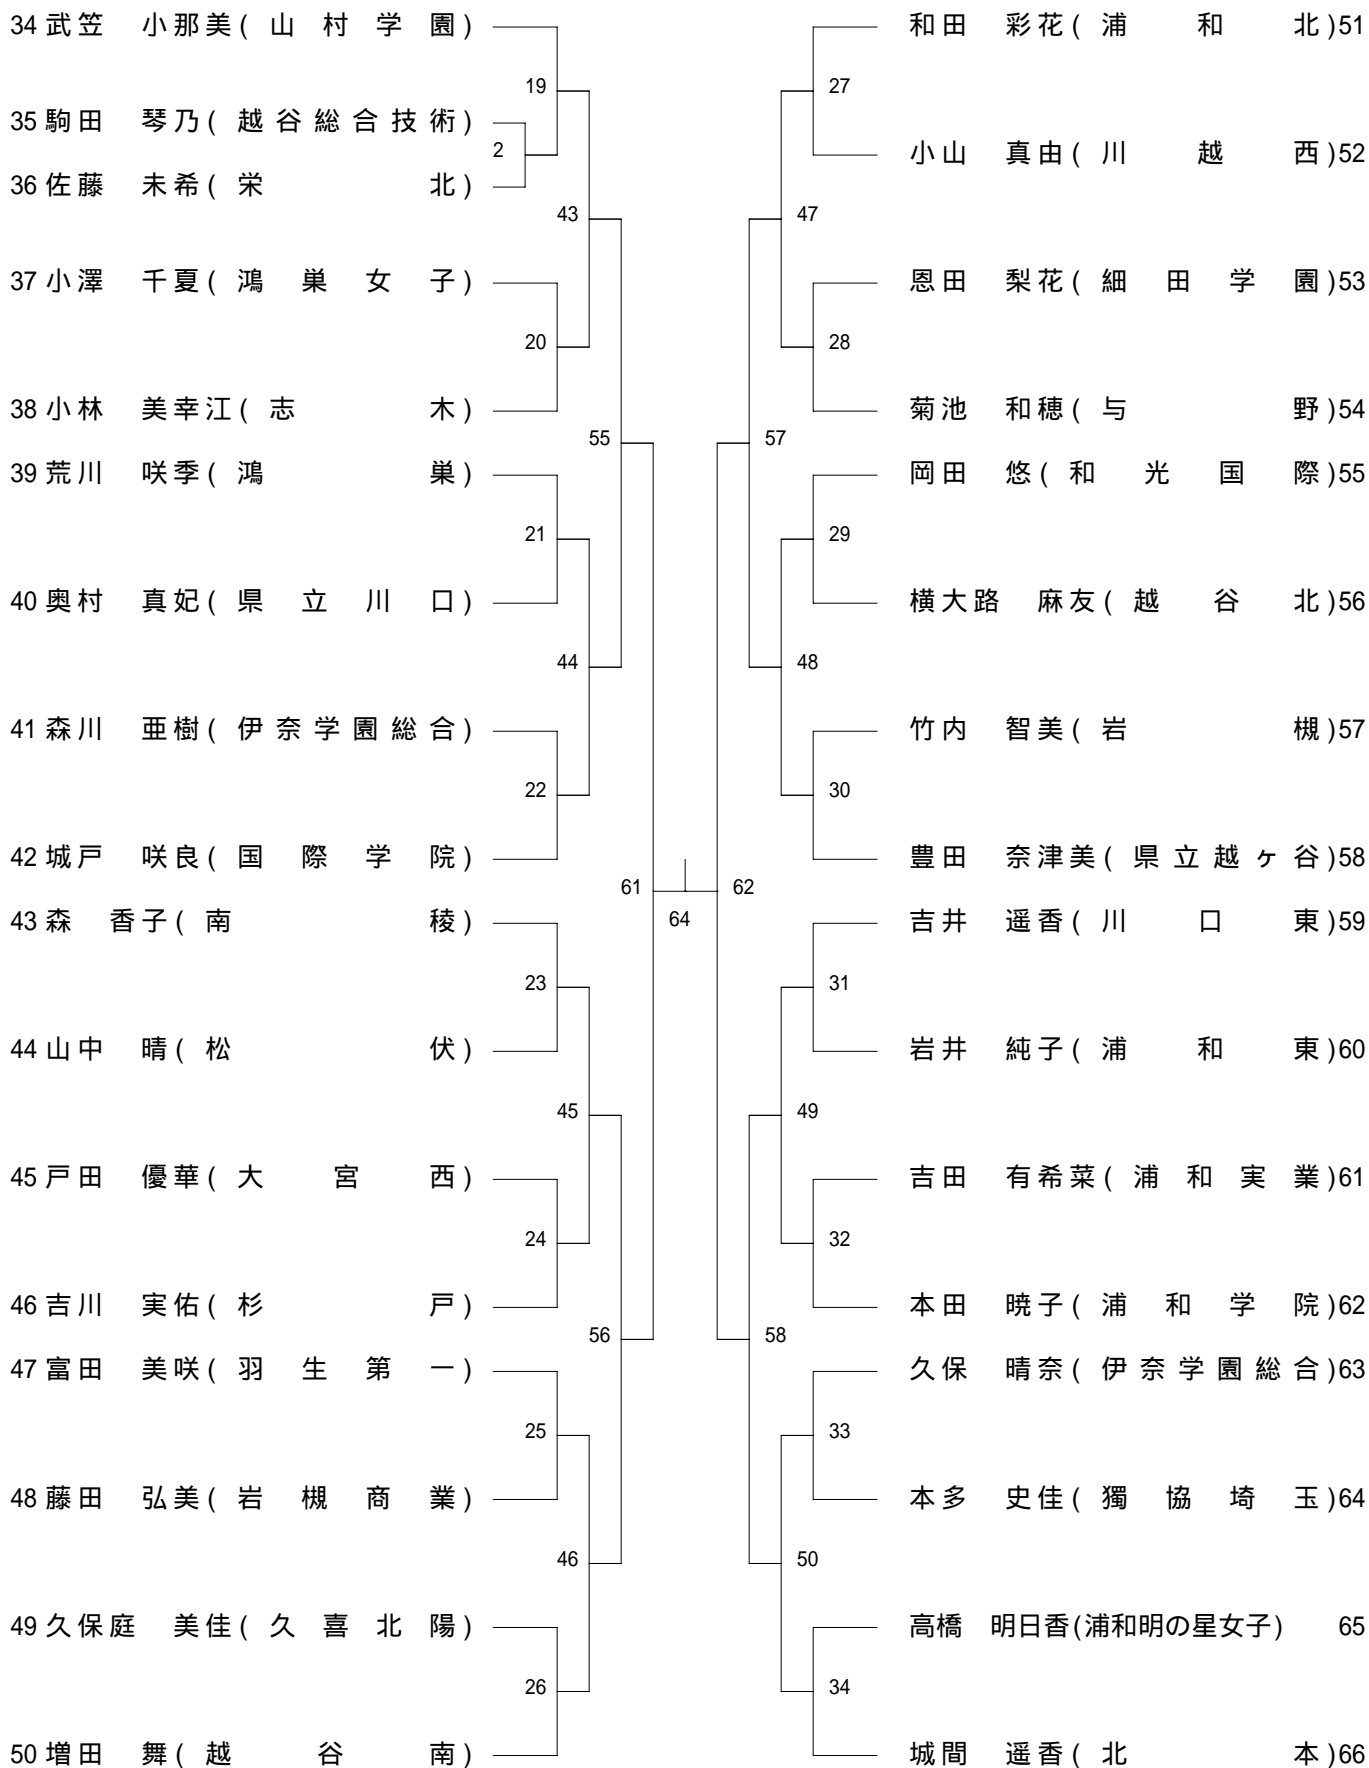 34 武笠 小那美( 山 村 学 園 )
19
35 駒田 琴乃( 越谷総合技術 )
2
36 佐藤 未希( 栄 北 )
43
37 小澤 千夏( 鴻 巣 女 子 )
20
38 小林 美幸江( 志 木 )
55
39 荒川 咲季( 鴻 巣 )
21
40 奥村 真妃( 県 立 川 口 )
44
41 森川 亜樹( 伊奈学園総合 )
22
42 城戸 咲良( 国 際 学 院 )
61
43 森 香子( 南 稜 )
23
44 山中 晴( 松 伏 )
45
45 戸田 優華( 大 宮 西 )
24
46 吉川 実佑( 杉 戸 )
56
47 富田 美咲( 羽 生 第 一 )
25
48 藤田 弘美( 岩 槻 商 業 )
46
49 久保庭 美佳( 久 喜 北 陽 )
26
50 増田 舞( 越 谷 南 )
64
和田 彩花( 浦 和 北 )51
27
小山 真由( 川 越 西 )52
47
恩田 梨花( 細 田 学 園 )53
28
菊池 和穂( 与 野 )54
57
岡田 悠( 和 光 国 際 )55
29
横大路 麻友( 越 谷 北 )56
48
竹内 智美( 岩 槻 )57
30
豊田 奈津美( 県立越ヶ谷 )58
62
吉井 遥香( 川 口 東 )59
31
岩井 純子( 浦 和 東 )60
49
吉田 有希菜( 浦 和 実 業 )61
32
本田 暁子( 浦 和 学 院 )62
58
久保 晴奈( 伊奈学園総合 )63
33
本多 史佳( 獨 協 埼 玉 )64
50
高橋 明日香(浦和明の星女子) 65
34
城間 遥香( 北 本 )66